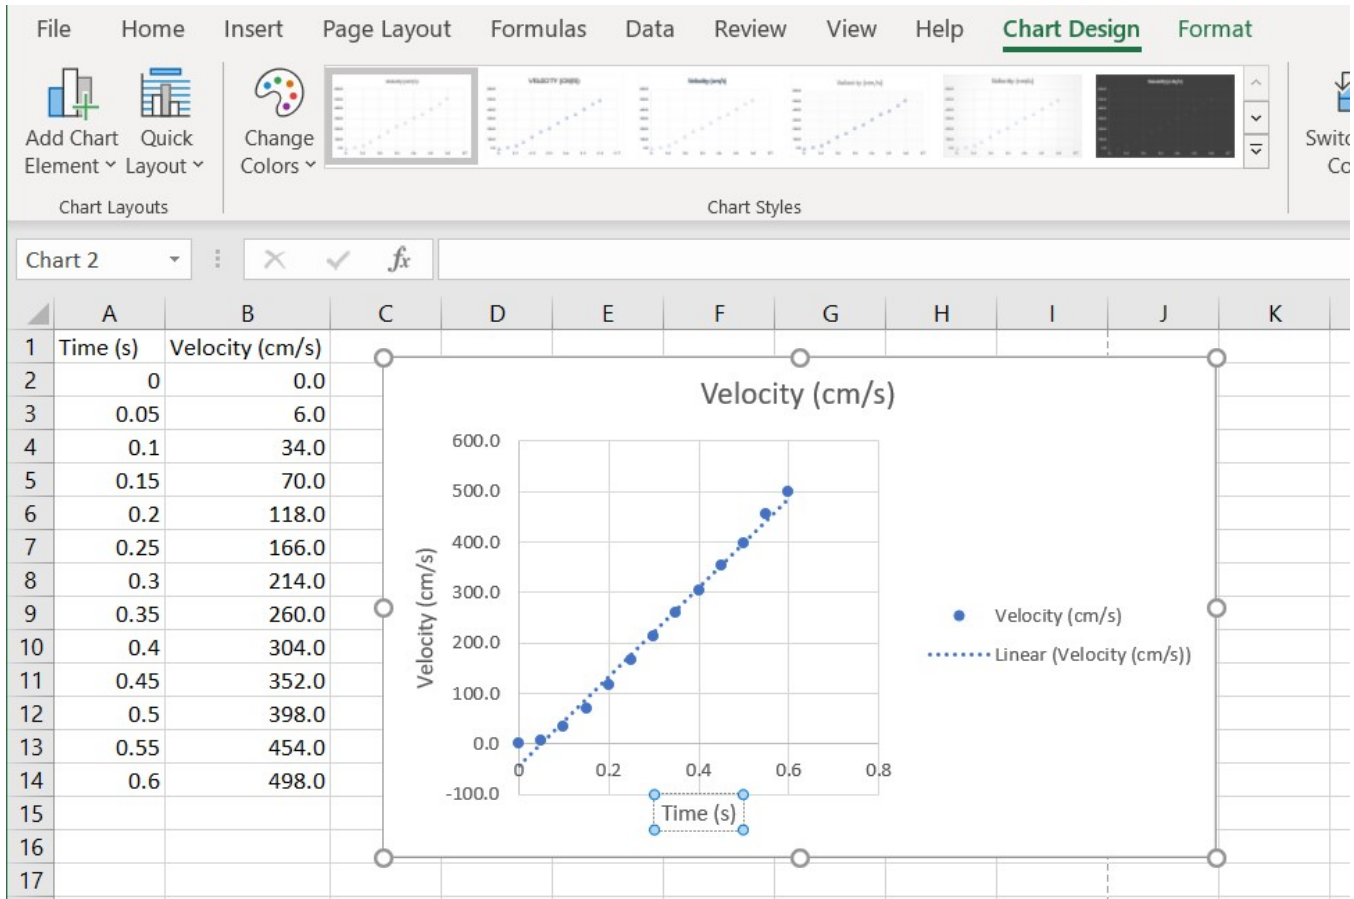 File Home Insert Page Layout Formulas Data Review View Help Chart Design Format
Add Chart Element Quick Layout Change Colors
Chart Layouts Chart Styles
Chart 2 fx
A B C D E F G H I J K
1 Time (s) Velocity (cm/s)
2 0 0.0
3 0.05 6.0
4 0.1 34.0
5 0.15 70.0
6 0.2 118.0
7 0.25 166.0
8 0.3 214.0
9 0.35 260.0
10 0.4 304.0
11 0.45 352.0
12 0.5 398.0
13 0.55 454.0
14 0.6 498.0
15
16
17
Velocity (cm/s)
600.0
500.0
400.0
300.0
200.0
100.0
0.0
-100.0
Velocity (cm/s)
0 0.2 0.4 0.6 0.8
Time (s)
Velocity (cm/s)
Linear (Velocity (cm/s))